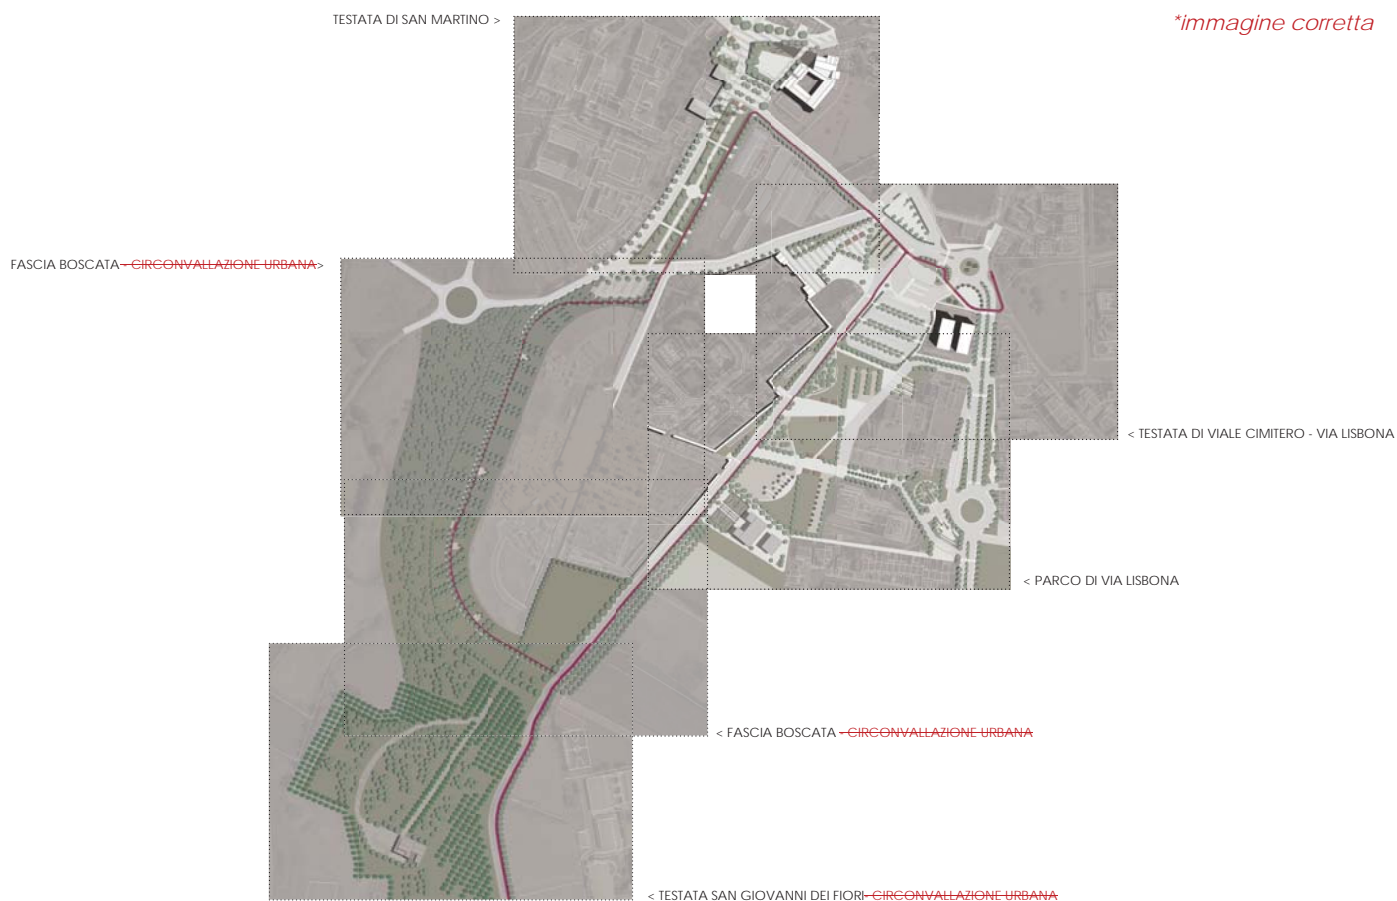 TESTATA DI SAN MARTINO >
*immagine corretta
FASCIA BOSCATA - CIRCONVALLAZIONE URBANA>
< TESTATA DI VIALE CIMITERO - VIA LISBONA
< PARCO DI VIA LISBONA
< FASCIA BOSCATA - CIRCONVALLAZIONE URBANA
< TESTATA SAN GIOVANNI DEI FIORI- CIRCONVALLAZIONE URBANA